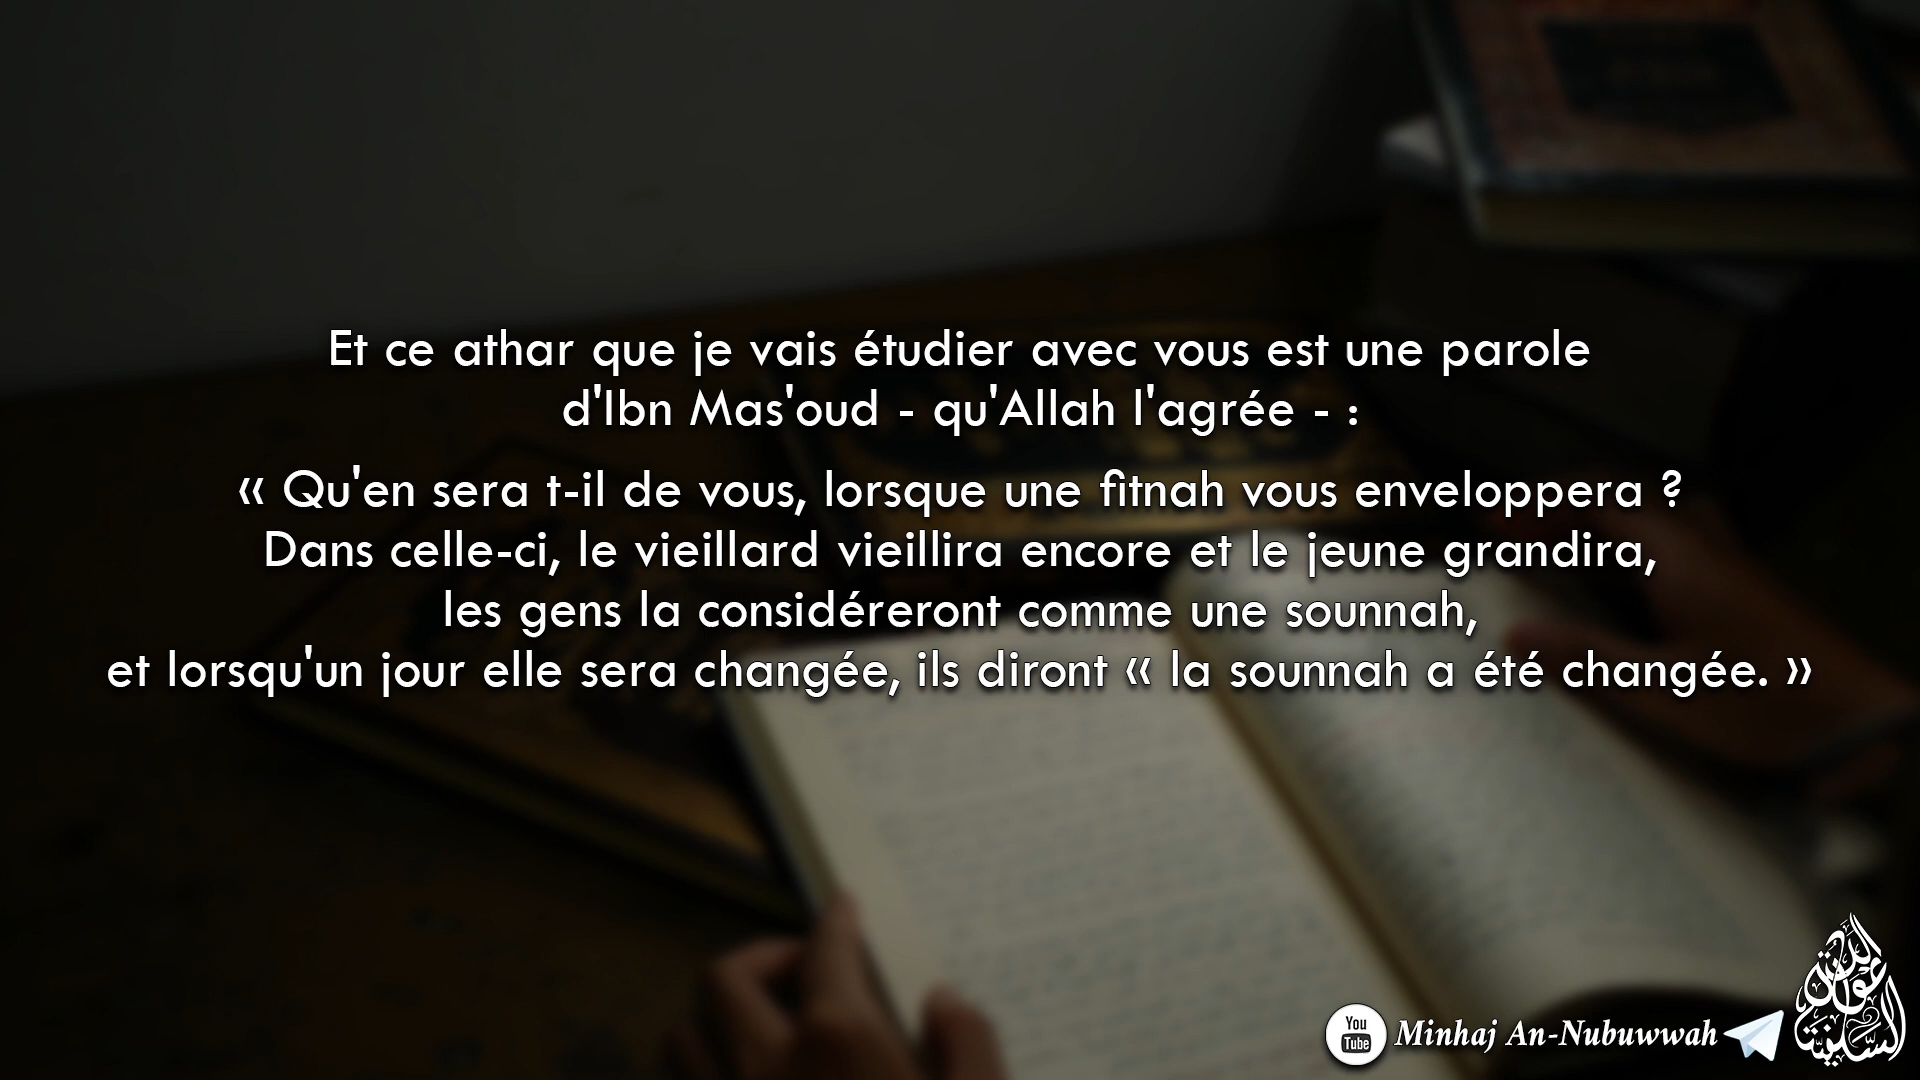 Et ce athar que je vais étudier avec vous est une parole
d'Ibn Mas'oud - qu'Allah l'agrée - :
« Qu'en sera t-il de vous, lorsque une fitnah vous enveloppera ?
Dans celle-ci, le vieillard vieillira encore et le jeune grandira,
les gens la considéreront comme une sounnah,
et lorsqu'un jour elle sera changée, ils diront « la sounnah a été changée. »
You
Tube
Minhaj An-Nubuwwah